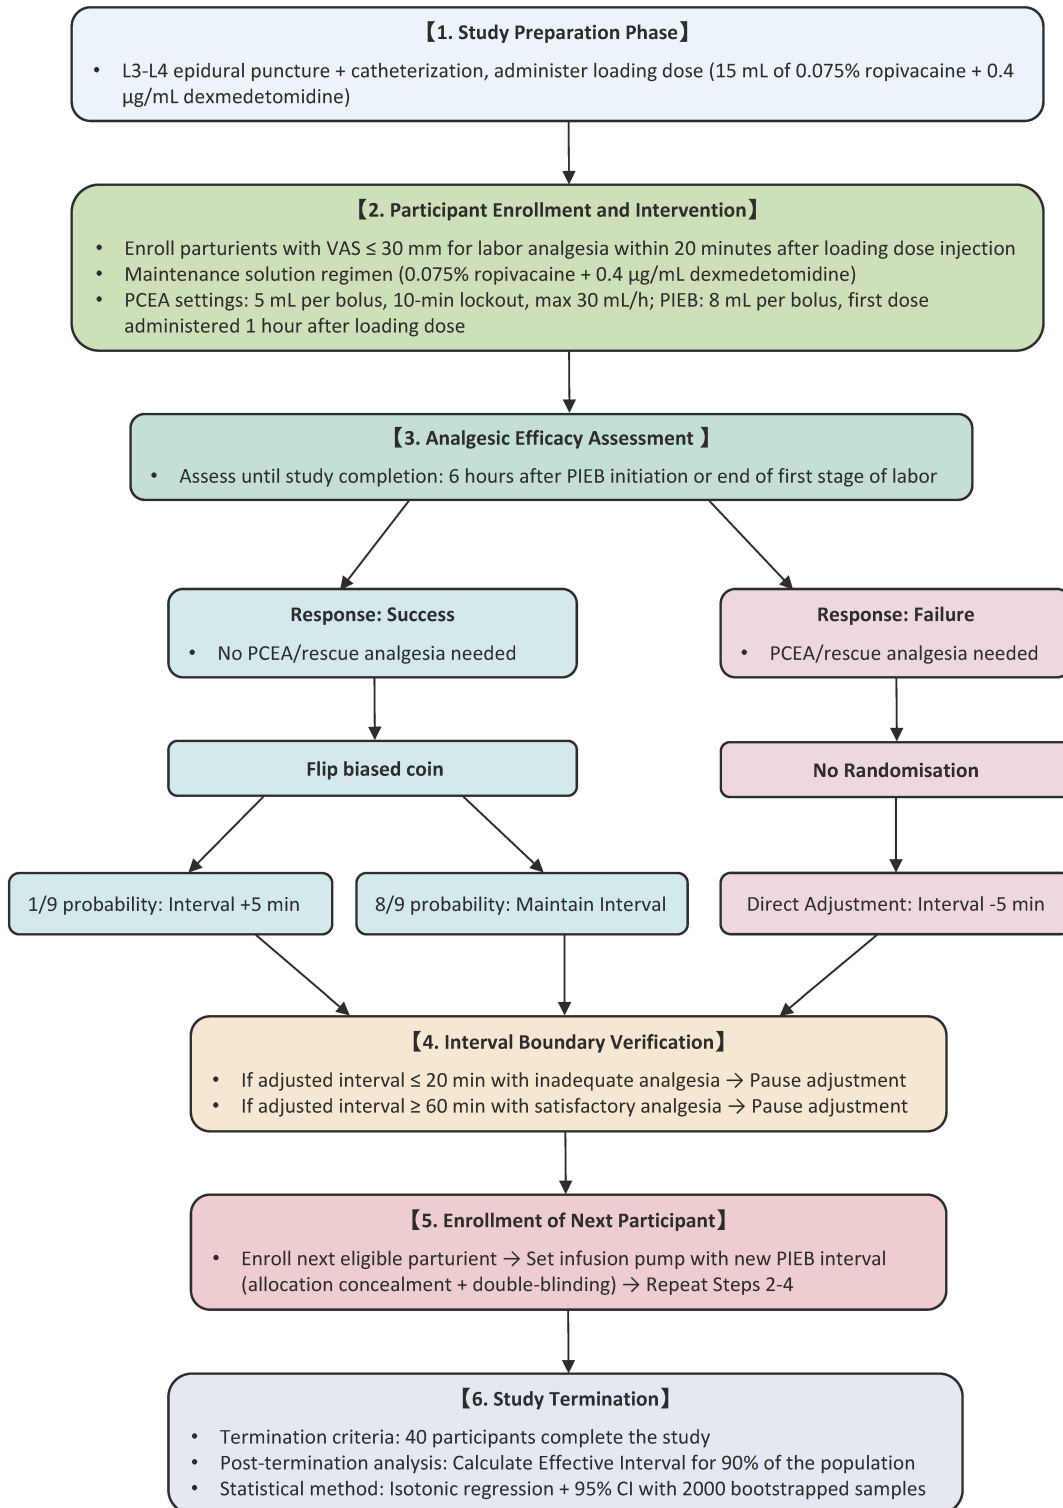 【1. Study Preparation Phase】
• L3-L4 epidural puncture + catheterization, administer loading dose (15 mL of 0.075% ropivacaine + 0.4
μg/mL dexmedetomidine)
【2. Participant Enrollment and Intervention】
• Enroll parturients with VAS ≤ 30 mm for labor analgesia within 20 minutes after loading dose injection
• Maintenance solution regimen (0.075% ropivacaine + 0.4 μg/mL dexmedetomidine)
• PCEA settings: 5 mL per bolus, 10-min lockout, max 30 mL/h; PIEB: 8 mL per bolus, first dose
administered 1 hour after loading dose
【3. Analgesic Efficacy Assessment 】
• Assess until study completion: 6 hours after PIEB initiation or end of first stage of labor
Response: Success
• No PCEA/rescue analgesia needed
Response: Failure
• PCEA/rescue analgesia needed
Flip biased coin
No Randomisation
1/9 probability: Interval +5 min
8/9 probability: Maintain Interval
Direct Adjustment: Interval -5 min
【4. Interval Boundary Verification】
• If adjusted interval ≤ 20 min with inadequate analgesia → Pause adjustment
• If adjusted interval ≥ 60 min with satisfactory analgesia → Pause adjustment
【5. Enrollment of Next Participant】
• Enroll next eligible parturient → Set infusion pump with new PIEB interval
(allocation concealment + double-blinding) → Repeat Steps 2-4
【6. Study Termination】
• Termination criteria: 40 participants complete the study
• Post-termination analysis: Calculate Effective Interval for 90% of the population
• Statistical method: Isotonic regression + 95% CI with 2000 bootstrapped samples